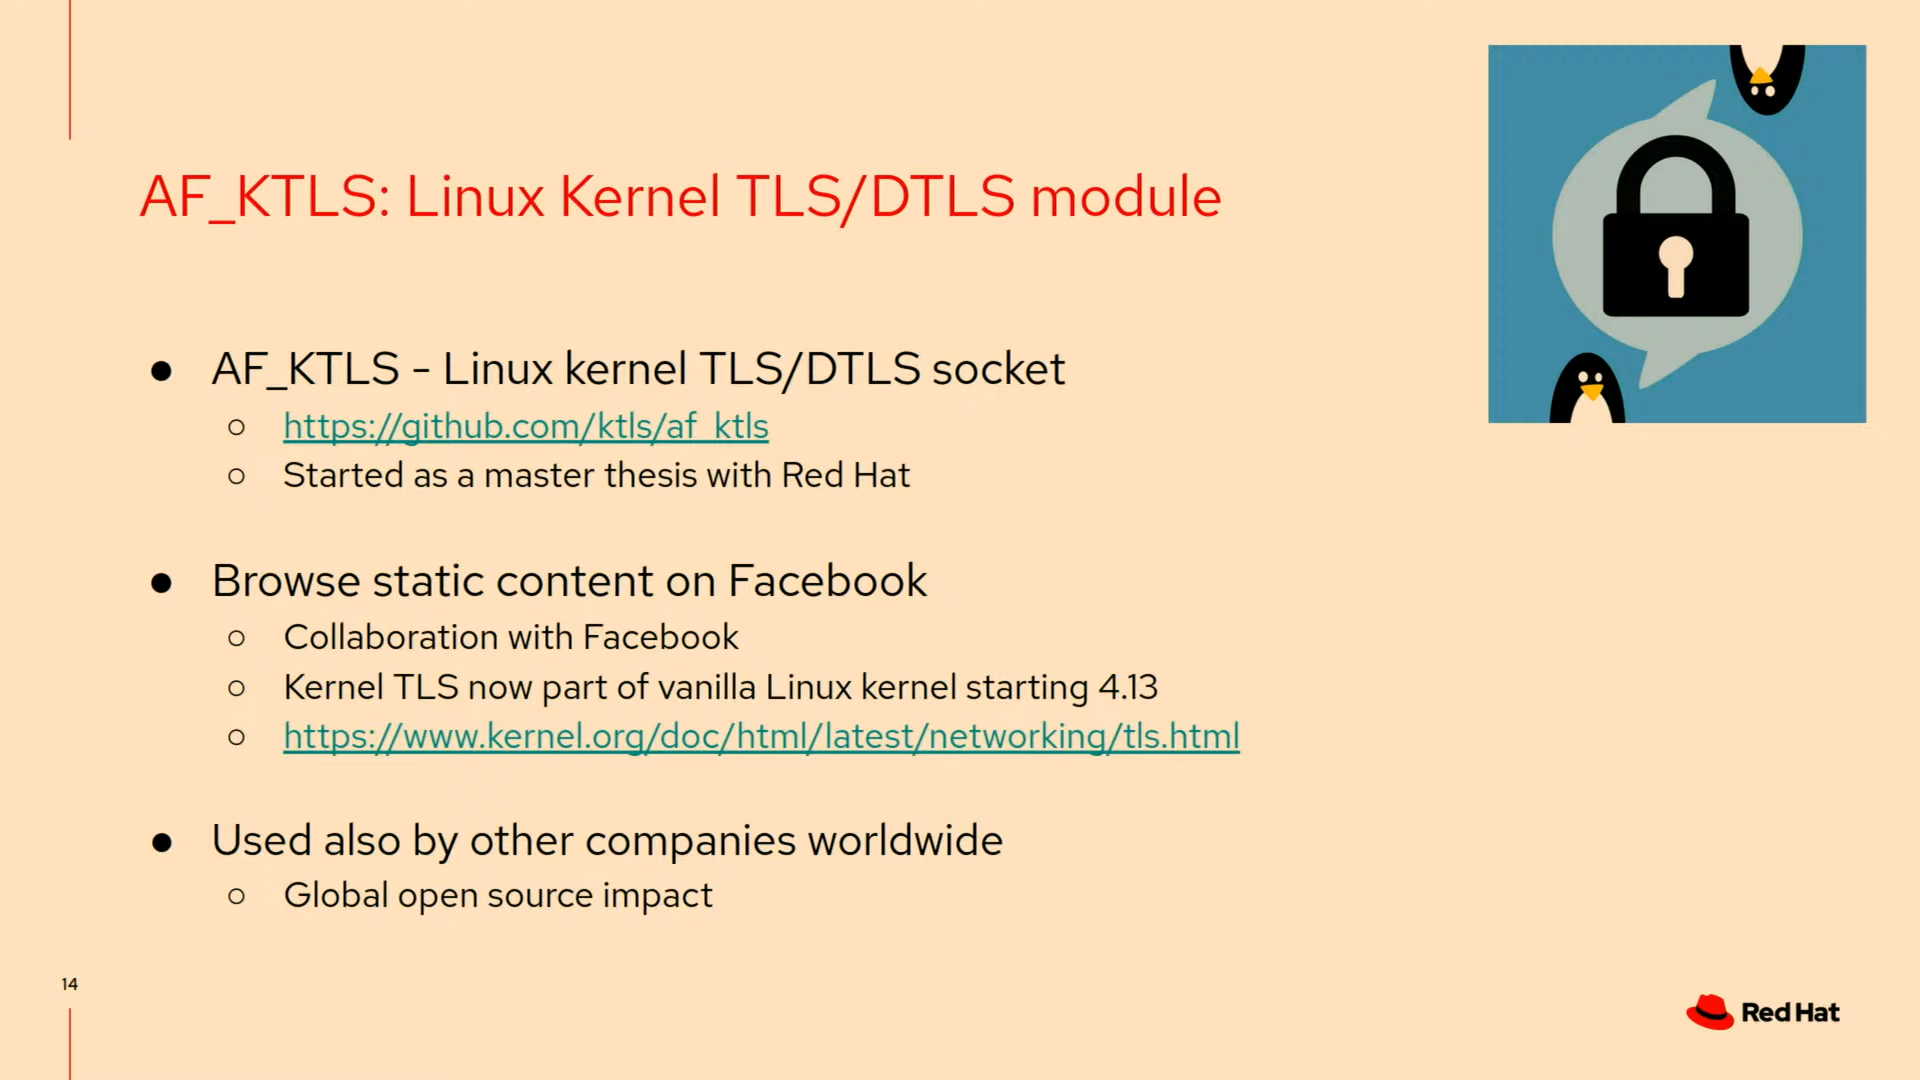 AF_KTLS: Linux Kernel TLS/DTLS module
● AF_KTLS - Linux kernel TLS/DTLS socket
○ https://github.com/ktls/af_ktls
○ Started as a master thesis with Red Hat
● Browse static content on Facebook
○ Collaboration with Facebook
○ Kernel TLS now part of vanilla Linux kernel starting 4.13
○ https://www.kernel.org/doc/html/latest/networking/tls.html
● Used also by other companies worldwide
○ Global open source impact
14
Red Hat